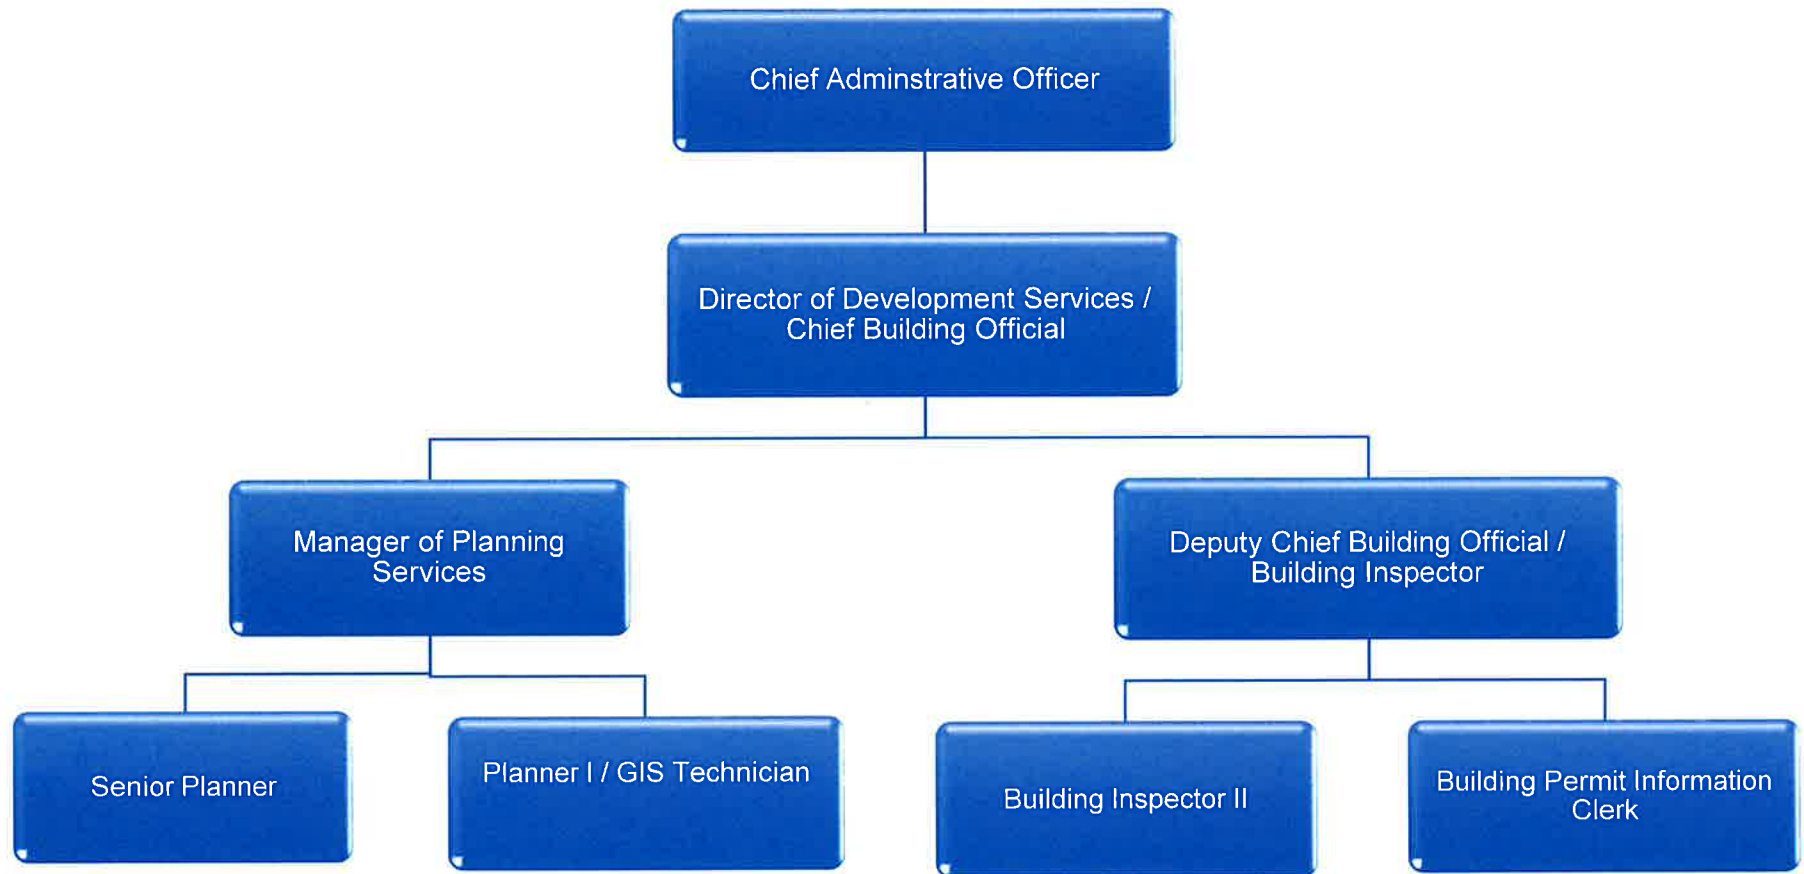 Chief Adminstrative Officer
Director of Development Services /
Chief Building Official
Manager of Planning
Services
Deputy Chief Building Official /
Building Inspector
Senior Planner
Planner I / GIS Technician
Building Inspector II
Building Permit Information
Clerk